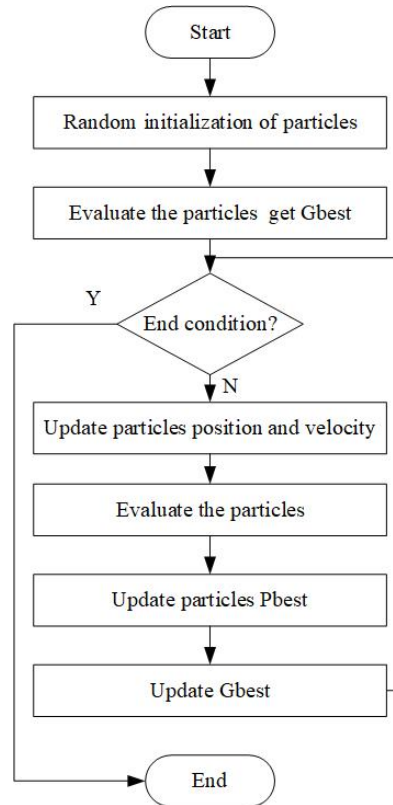 Start
Random initialization of particles
Evaluate the particles get Gbest
Y
End condition?
N
Update particles position and velocity
Evaluate the particles
Update particles Pbest
Update Gbest
End